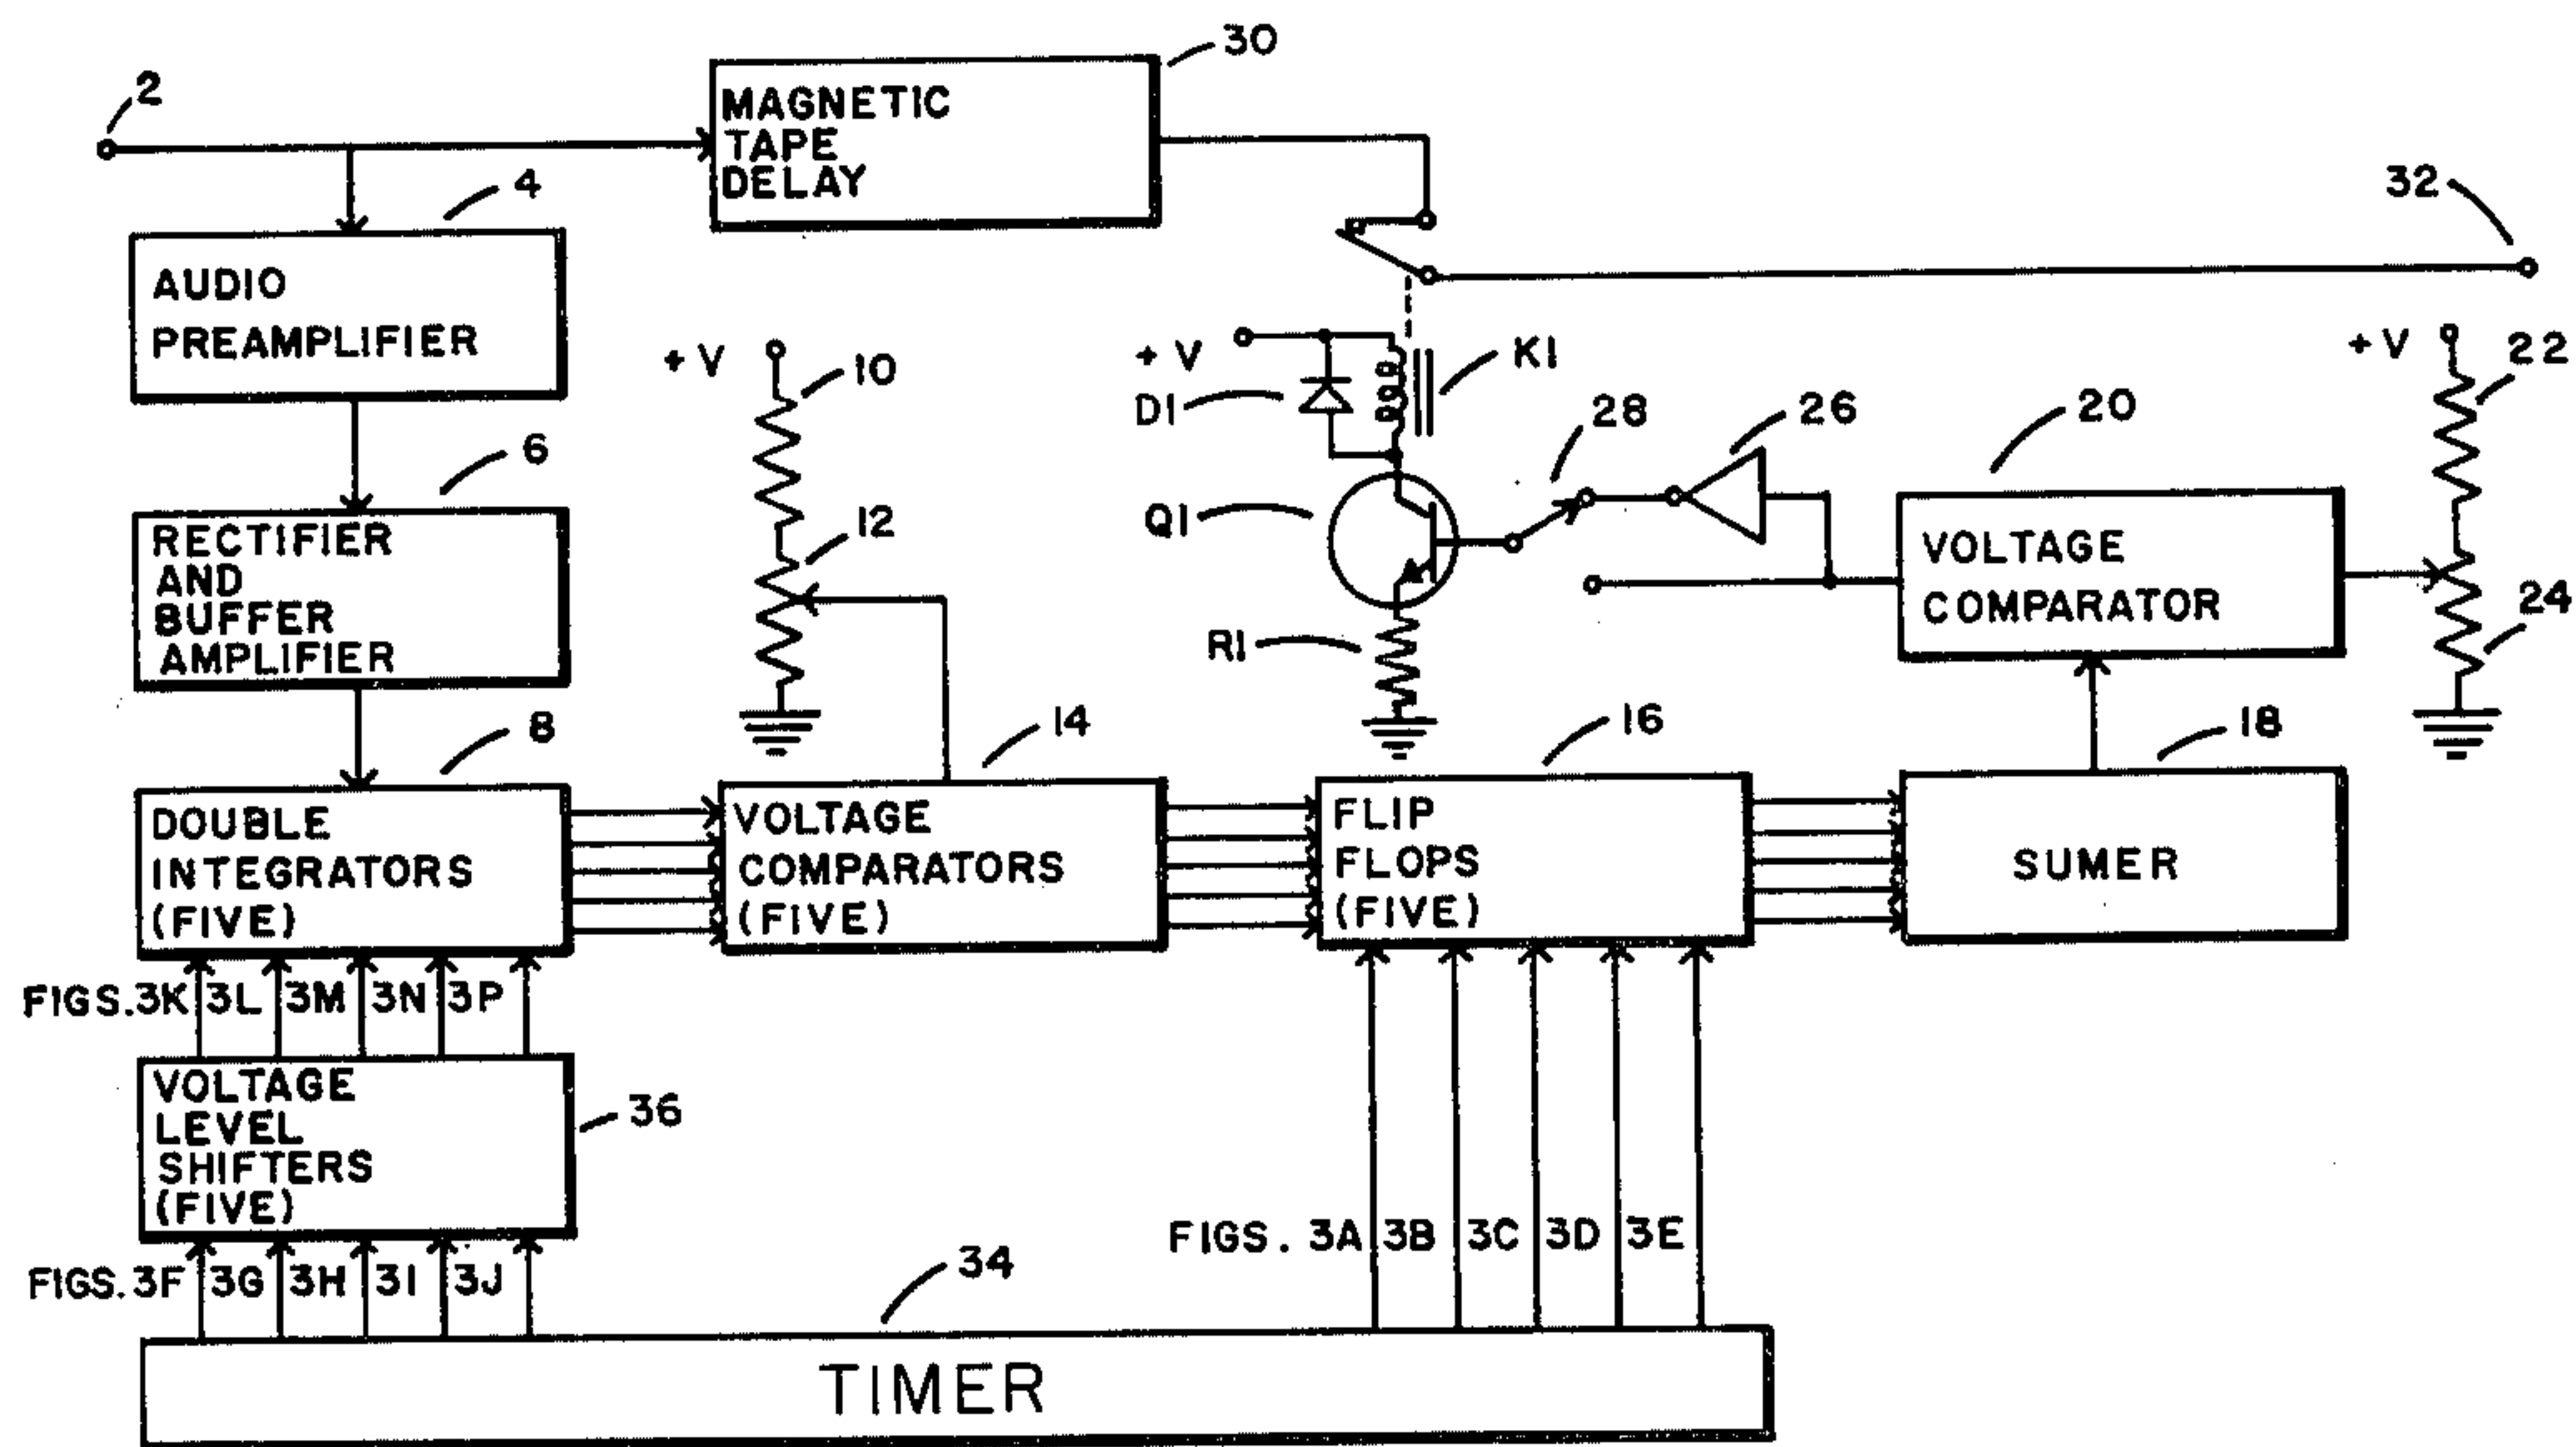 2
30
MAGNETIC
TAPE
DELAY
4
32
AUDIO
PREAMPLIFIER
+ V
10
+ V
K1
D1
28
26
20
+ V
22
6
RECTIFIER
AND
BUFFER
AMPLIFIER
12
Q1
VOLTAGE
COMPARATOR
24
R1
8
14
16
18
DOUBLE
INTEGRATORS
(FIVE)
VOLTAGE
COMPARATORS
(FIVE)
FLIP
FLOPS
(FIVE)
SUMER
FIGS. 3K 3L 3M 3N 3P
VOLTAGE
LEVEL
SHIFTERS
(FIVE)
36
FIGS. 3F 3G 3H 3I 3J
34
FIGS. 3A 3B 3C 3D 3E
TIMER